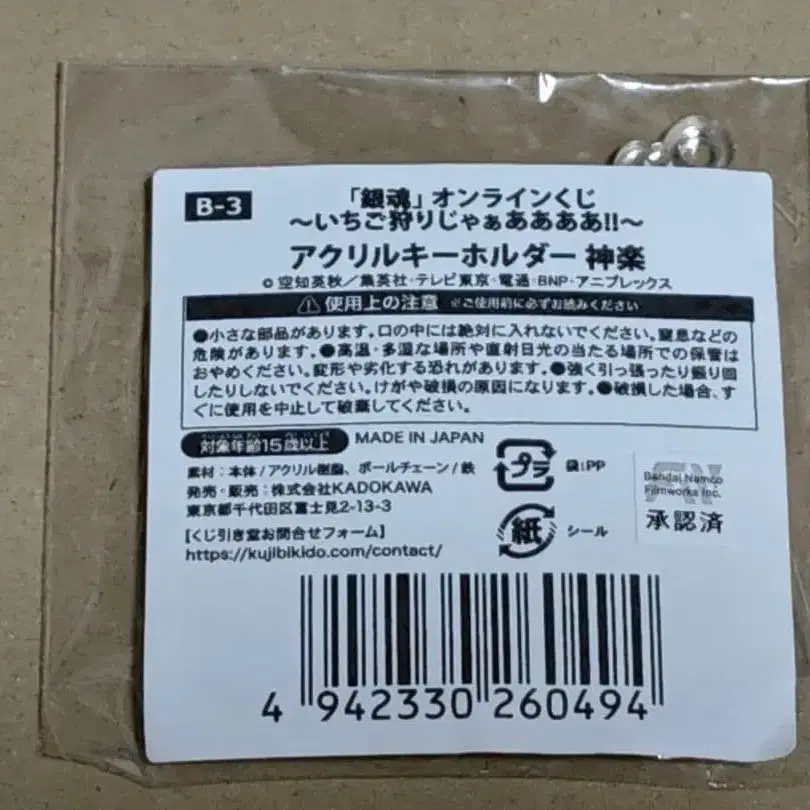 B-3
「銀魂」オンラインくじ
～いちご狩りじゃぁああああ!!～
アクリルキーホルダー 神楽
©空知英秋／集英社・テレビ東京・電通・BNP・アニプレックス
⚠使用上の注意 ※ご使用前に必ずお読みください
●小さな部品があります。口の中には絶対に入れないでください。窒息などの
危険があります。●高温・多湿な場所や直射日光の当たる場所での保管は
おやめください。変形や劣化する恐れがあります。●強く引っ張ったり振り回
したりしないでください。けがや破損の原因になります。●破損した場合、す
ぐに使用を中止して破棄してください。
対象年齢15歳以上 MADE IN JAPAN
素材：本体/アクリル樹脂、ボールチェーン/鉄
発売・販売：株式会社KADOKAWA
東京都千代田区富士見2-13-3
【くじ引き堂お問合せフォーム】
https://kujibikido.com/contact/
プラ 袋:PP
紙 シール
Bandai Namco
Filmworks Inc.
承認済
4 942330 260494